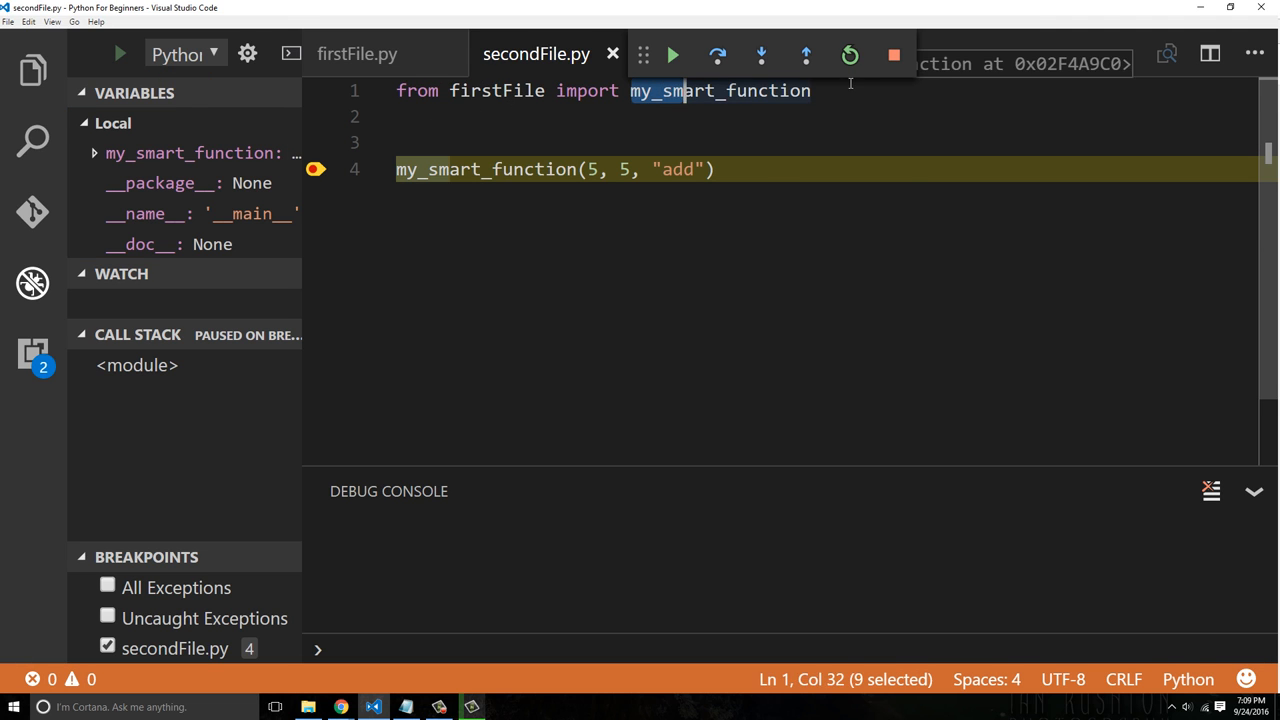 secondFile.py - Python For Beginners - Visual Studio Code
File Edit View Go Help
Python
firstFile.py
secondFile.py
nction at 0x02F4A9C0>
VARIABLES
Local
my_smart_function: ...
__package__: None
__name__: '__main__'
__doc__: None
WATCH
CALL STACK PAUSED ON BRE...
<module>
BREAKPOINTS
All Exceptions
Uncaught Exceptions
secondFile.py 4
2
1 from firstFile import my_smart_function
2
3
4 my_smart_function(5, 5, "add")
DEBUG CONSOLE
0 0
Ln 1, Col 32 (9 selected) Spaces: 4 UTF-8 CRLF Python
I'm Cortana. Ask me anything.
7:09 PM
9/24/2016